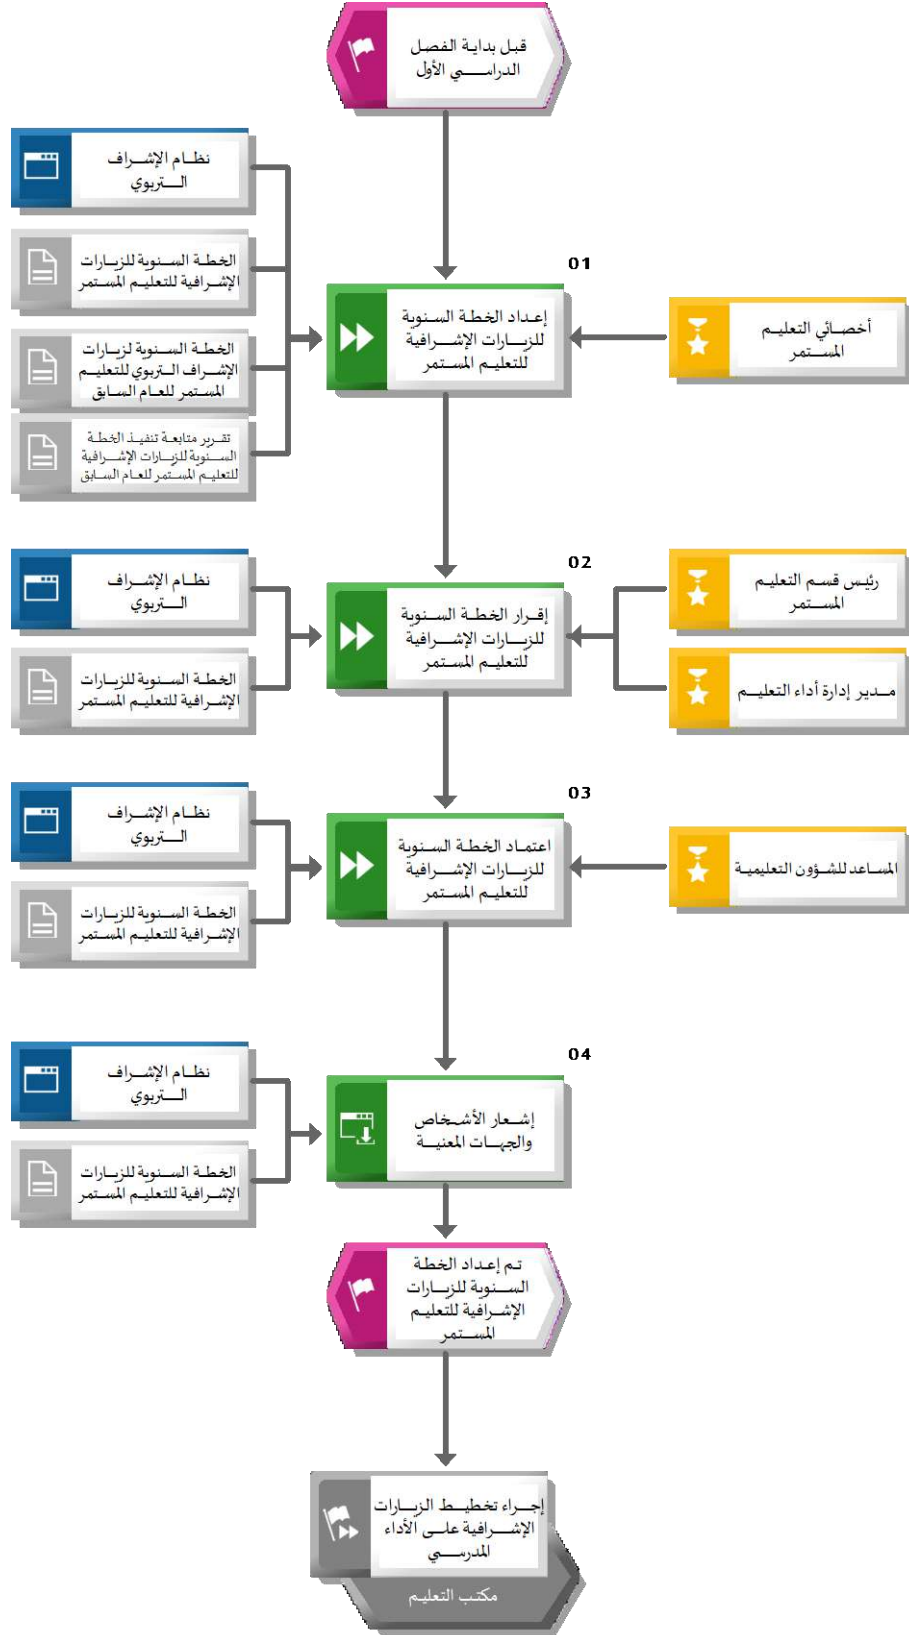 قبل بداية الفصل
الدراسي الأول
نظام الإشراف
التربوي
الخطة السنوية للزيارات
الإشرافية للتعليم المستمر
الخطة السنوية لزيارات
الإشراف التربوي للتعليم
المستمر للعام السابق
تقرير متابعة تنفيذ الخطة
السنوية للزيارات الإشرافية
للتعليم المستمر للعام السابق
01
إعداد الخطة السنوية
للزيارات الإشرافية
للتعليم المستمر
أخصائي التعليم
المستمر
02
إقرار الخطة السنوية
للزيارات الإشرافية
للتعليم المستمر
رئيس قسم التعليم
المستمر
مدير إدارة أداء التعليم
نظام الإشراف
التربوي
الخطة السنوية للزيارات
الإشرافية للتعليم المستمر
03
اعتماد الخطة السنوية
للزيارات الإشرافية
للتعليم المستمر
المساعد للشؤون التعليمية
نظام الإشراف
التربوي
الخطة السنوية للزيارات
الإشرافية للتعليم المستمر
04
إشعار الأشخاص
والجهات المعنية
نظام الإشراف
التربوي
الخطة السنوية للزيارات
الإشرافية للتعليم المستمر
تم إعداد الخطة
السنوية للزيارات
الإشرافية للتعليم
المستمر
إجراء تخطيط الزيارات
الإشرافية على الأداء
المدرسي
مكتب التعليم